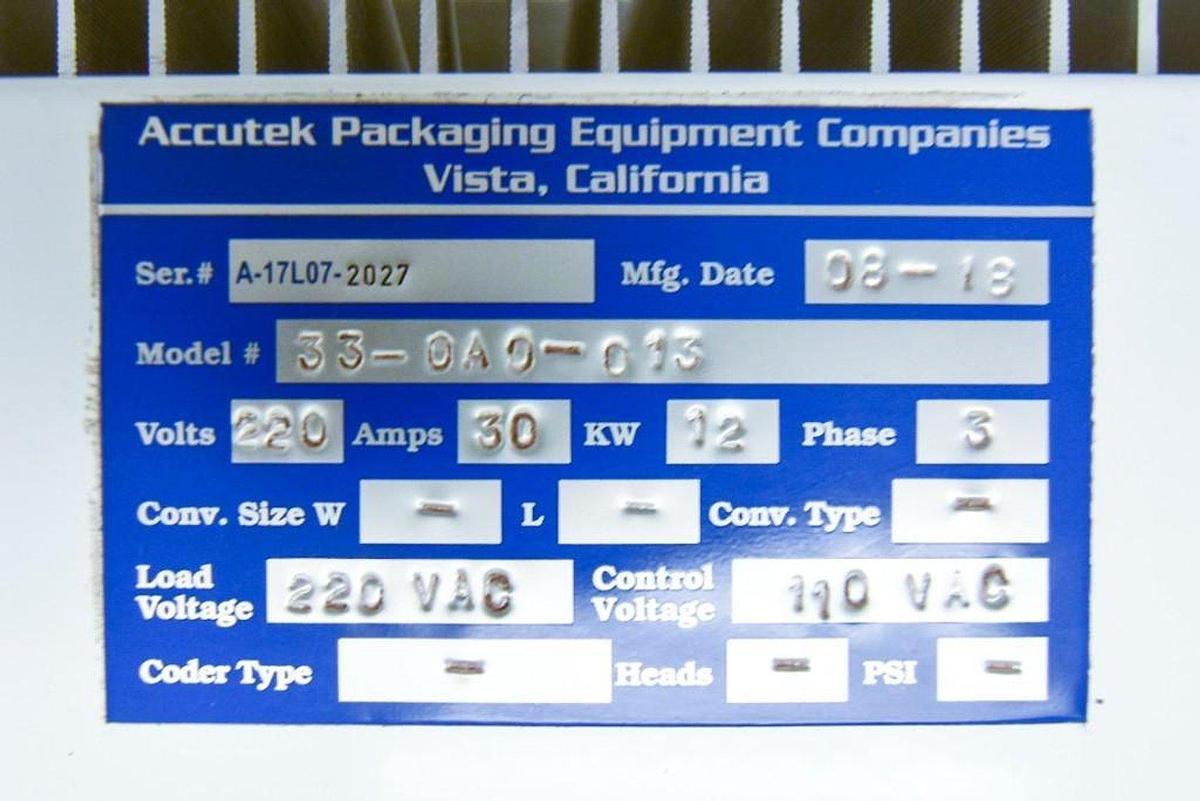 Accutek Packaging Equipment Companies
Vista, California
Ser.# A-17L07-2027 Mfg. Date 08-18
Model # 33-0A0-013
Volts 220 Amps 30 KW 12 Phase 3
Conv. Size W - L - Conv. Type -
Load Voltage 220 VAC Control Voltage 110 VAC
Coder Type - Heads - PSI -